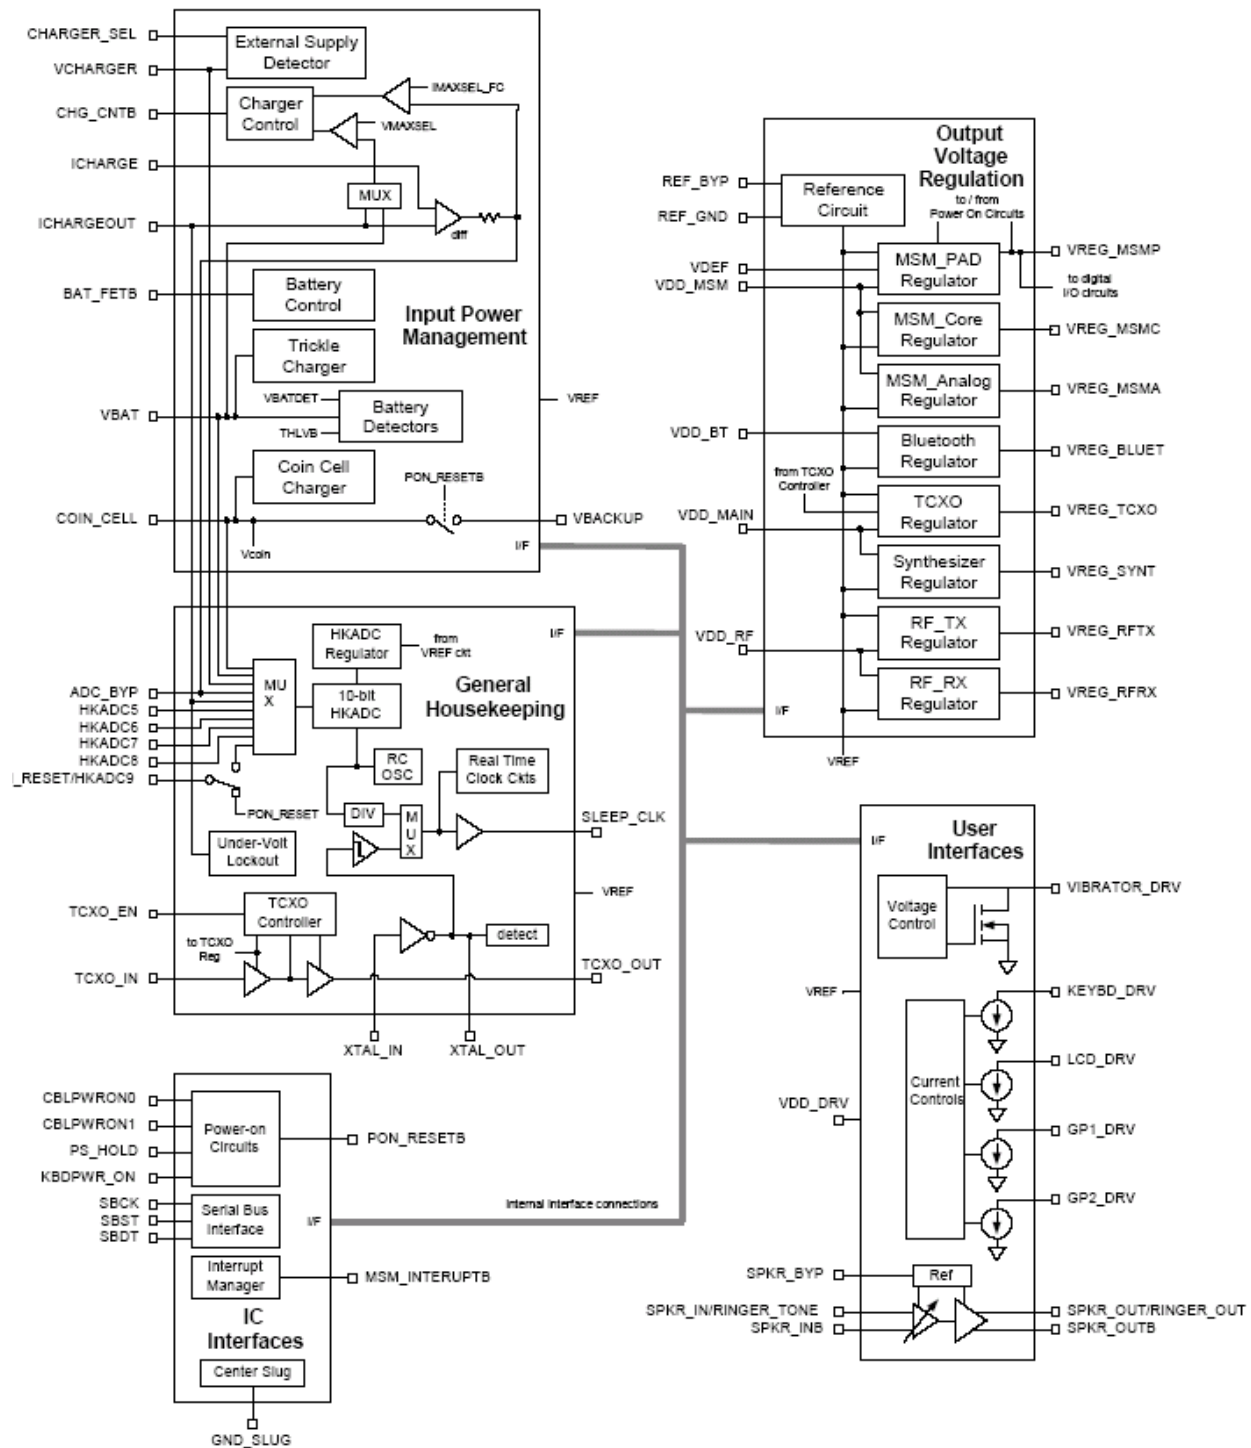 CHARGER_SEL
VCHARGER
CHG_CNTB
ICHARGE
ICHARGEOUT
BAT_FETB
VBAT
COIN_CELL
External Supply
Detector
Charger
Control
IMAXSEL_FC
VMAXSEL
MUX
diff
Battery
Control
Input Power
Management
Trickle
Charger
VBATDET
THLVB
Battery
Detectors
VREF
Coin Cell
Charger
PON_RESETB
VBACKUP
Vcoin
I/F
Output
Voltage
Regulation
REF_BYP
REF_GND
Reference
Circuit
to / from
Power On Circuits
VDEF
VDD_MSM
MSM_PAD
Regulator
VREG_MSMP
to digital
I/O circuits
MSM_Core
Regulator
VREG_MSMC
MSM_Analog
Regulator
VREG_MSMA
VDD_BT
Bluetooth
Regulator
VREG_BLUET
from TCXO
Controller
TCXO
Regulator
VREG_TCXO
VDD_MAIN
Synthesizer
Regulator
VREG_SYNT
VDD_RF
RF_TX
Regulator
VREG_RFTX
RF_RX
Regulator
VREG_RFRX
I/F
VREF
I/F
HKADC
Regulator
from
VREF ckt
General
Housekeeping
MU
X
10-bit
HKADC
ADC_BYP
HKADC5
HKADC6
HKADC7
HKADC8
_RESET/HKADC9
PON_RESET
RC
OSC
Real Time
Clock Ckts
DIV
M
U
X
SLEEP_CLK
Under-Volt
Lockout
VREF
TCXO_EN
TCXO
Controller
to TCXO
Reg
TCXO_IN
detect
TCXO_OUT
XTAL_IN
XTAL_OUT
CBLPWRON0
CBLPWRON1
PS_HOLD
KBDPWR_ON
Power-on
Circuits
PON_RESETB
SBCK
SBST
SBDT
Serial Bus
Interface
I/F
Internal Interface connections
Interrupt
Manager
MSM_INTERUPTB
IC
Interfaces
Center Slug
GND_SLUG
I/F
User
Interfaces
Voltage
Control
VIBRATOR_DRV
VREF
KEYBD_DRV
LCD_DRV
Current
Controls
VDD_DRV
GP1_DRV
GP2_DRV
SPKR_BYP
Ref
SPKR_IN/RINGER_TONE
SPKR_INB
SPKR_OUT/RINGER_OUT
SPKR_OUTB